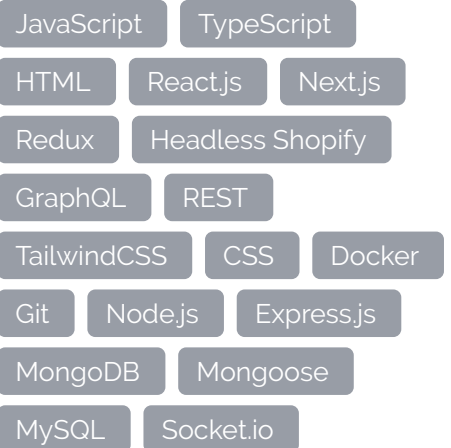 JavaScript TypeScript
HTML React.js Next.js
Redux Headless Shopify
GraphQL REST
TailwindCSS CSS Docker
Git Node.js Express.js
MongoDB Mongoose
MySQL Socket.io